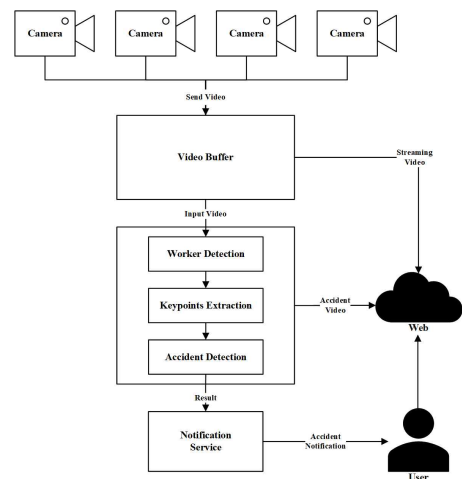 Camera
Camera
Camera
Camera
Send Video
Video Buffer
Streaming
Video
Input Video
Worker Detection
Keypoints Extraction
Accident
Video
Web
Accident Detection
Result
Notification
Service
Accident
Notification
User